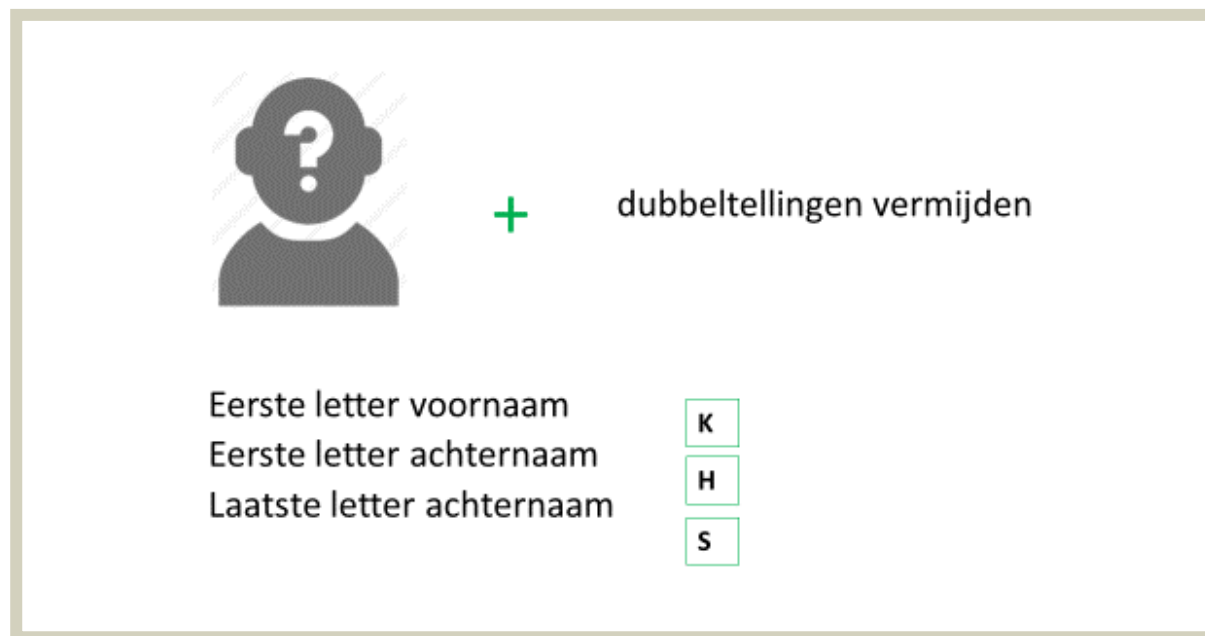 ?
+
dubbeltellingen vermijden
Eerste letter voornaam
K
Eerste letter achternaam
H
Laatste letter achternaam
S